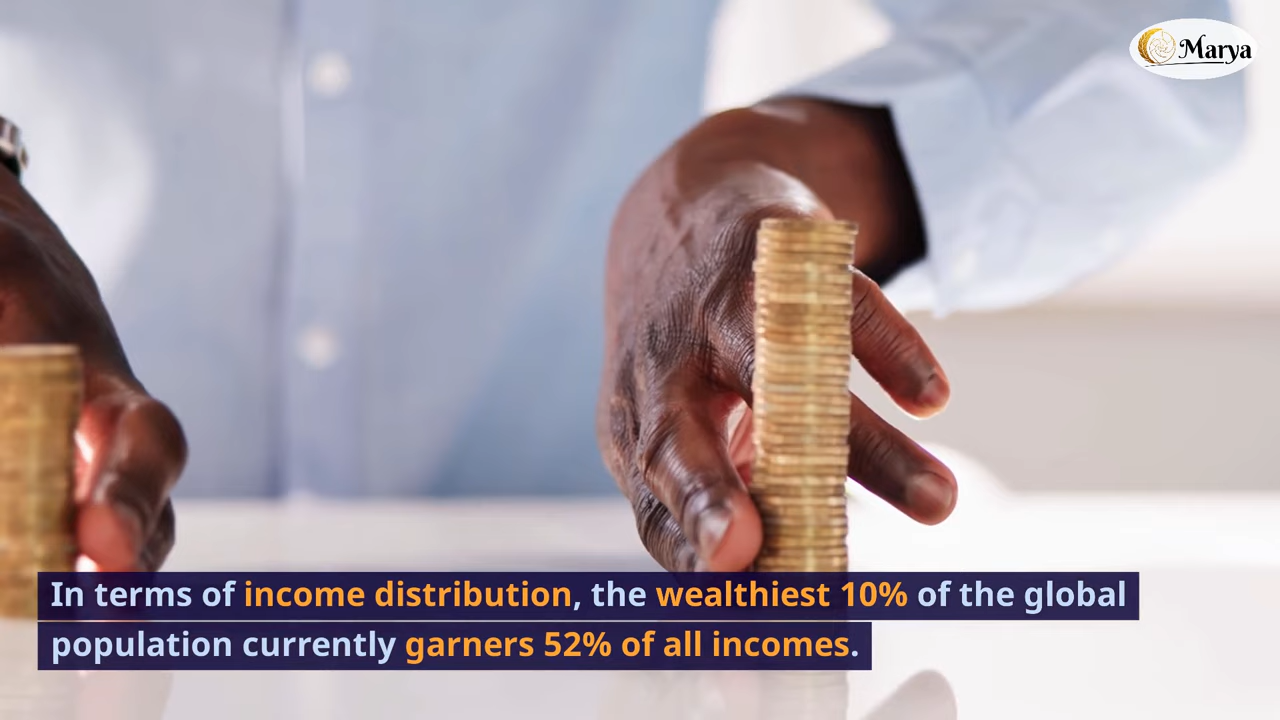 Marya
In terms of income distribution, the wealthiest 10% of the global
population currently garners 52% of all incomes.